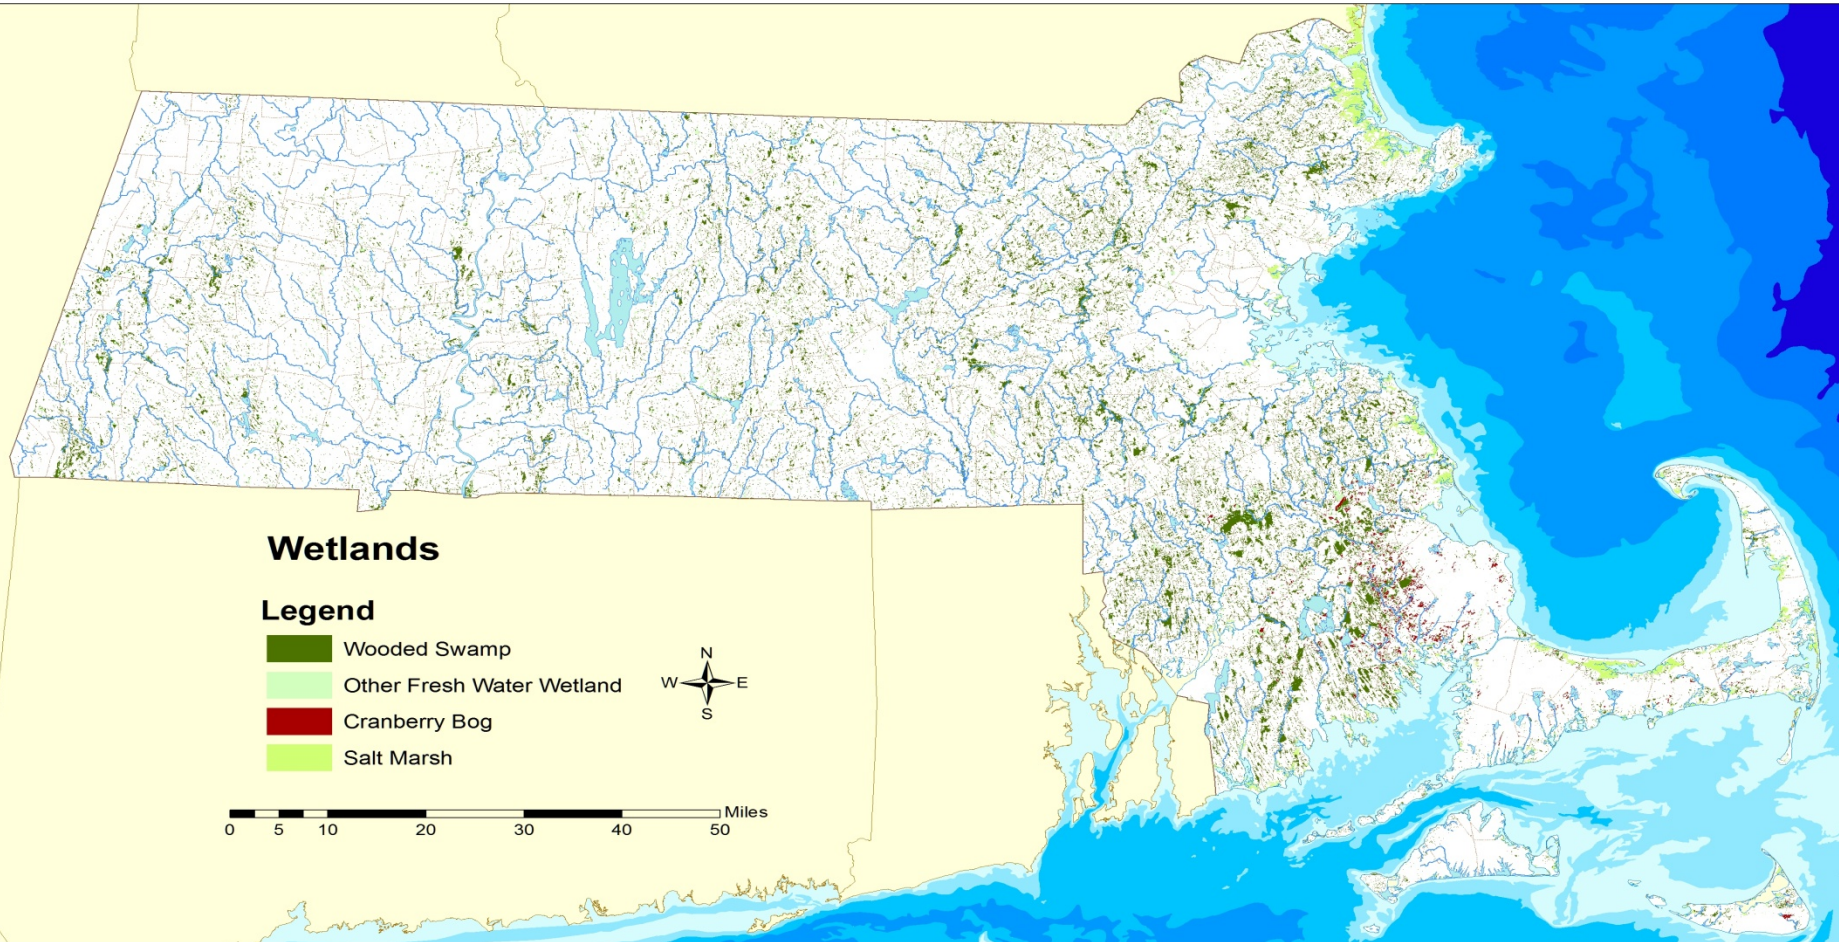 Wetlands
Legend
Wooded Swamp
Other Fresh Water Wetland
Cranberry Bog
Salt Marsh
N
W E
S
Miles
0 5 10 20 30 40 50